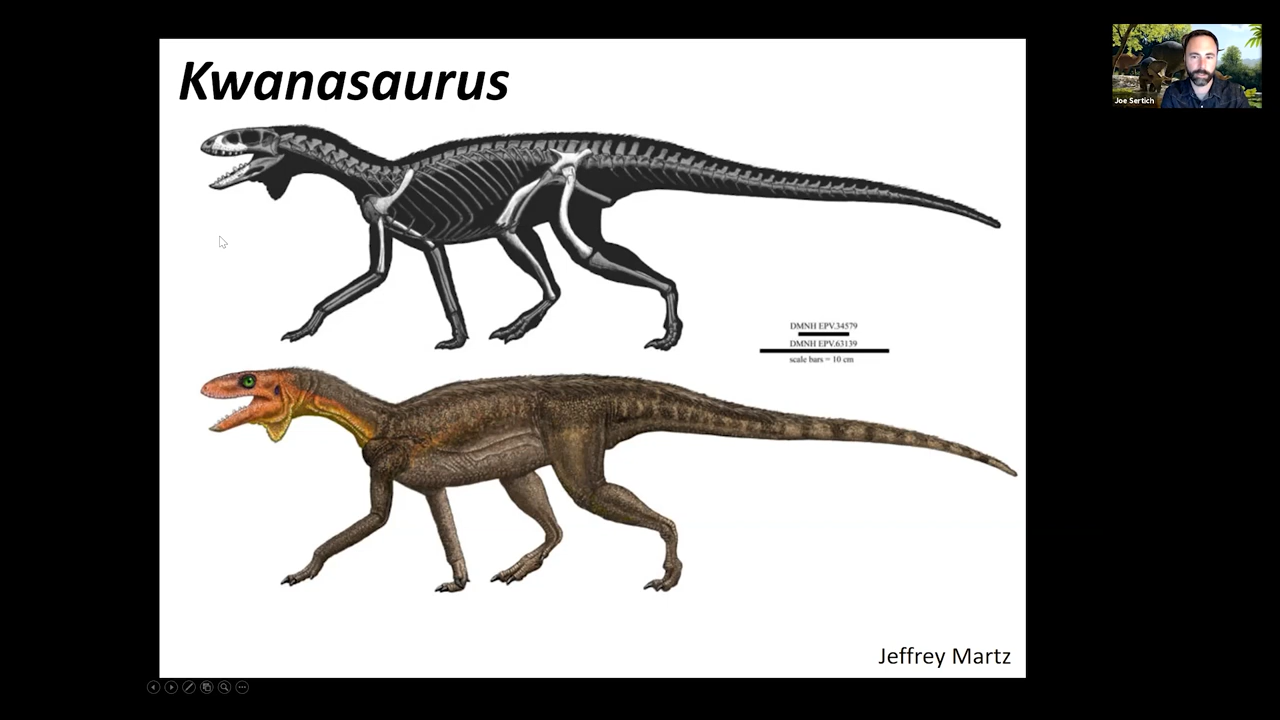 Kwanasaurus
Joe Sertich
DMNH EPV.34579
DMNH EPV.63139
scale bars = 10 cm
Jeffrey Martz